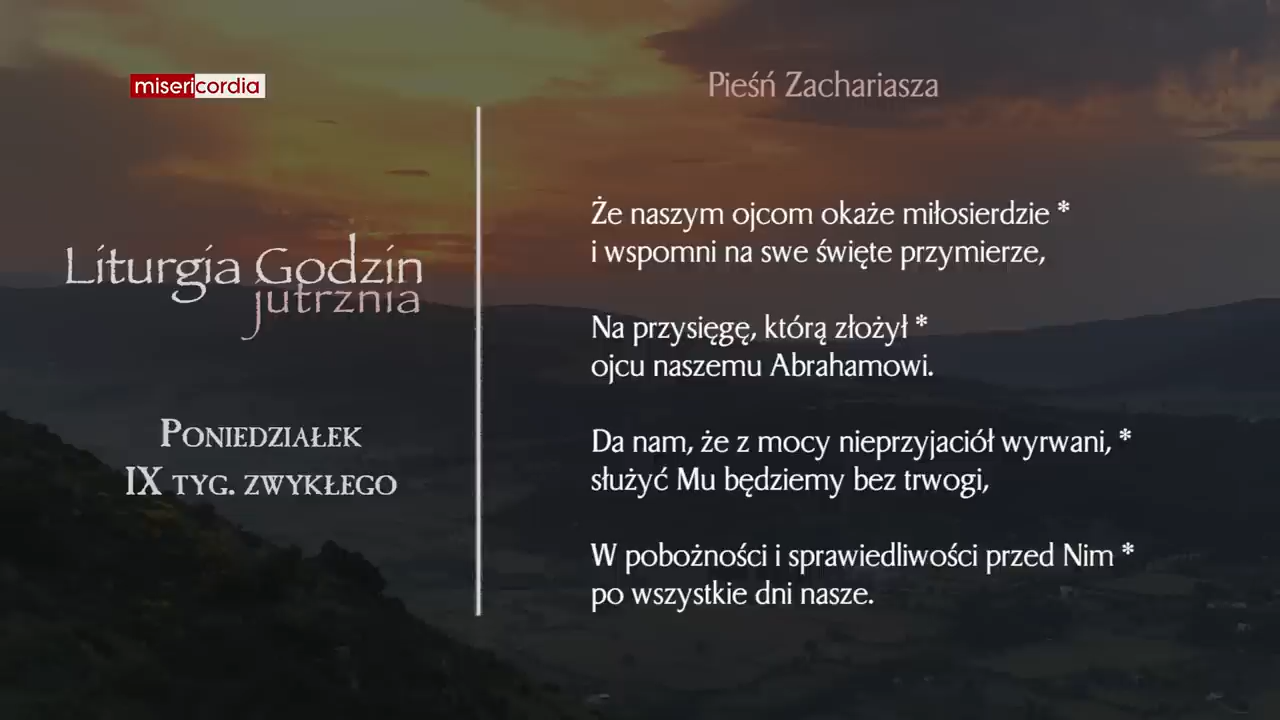 misericordia
Liturgia Godzin
jutrznia
Poniedziałek
IX tyg. zwykłego
Pieśń Zachariasza
Że naszym ojcom okaże miłosierdzie *
i wspomni na swe święte przymierze,
Na przysięgę, którą złożył *
ojcu naszemu Abrahamowi.
Da nam, że z mocy nieprzyjaciół wyrwani, *
służyć Mu będziemy bez trwogi,
W pobożności i sprawiedliwości przed Nim *
po wszystkie dni nasze.